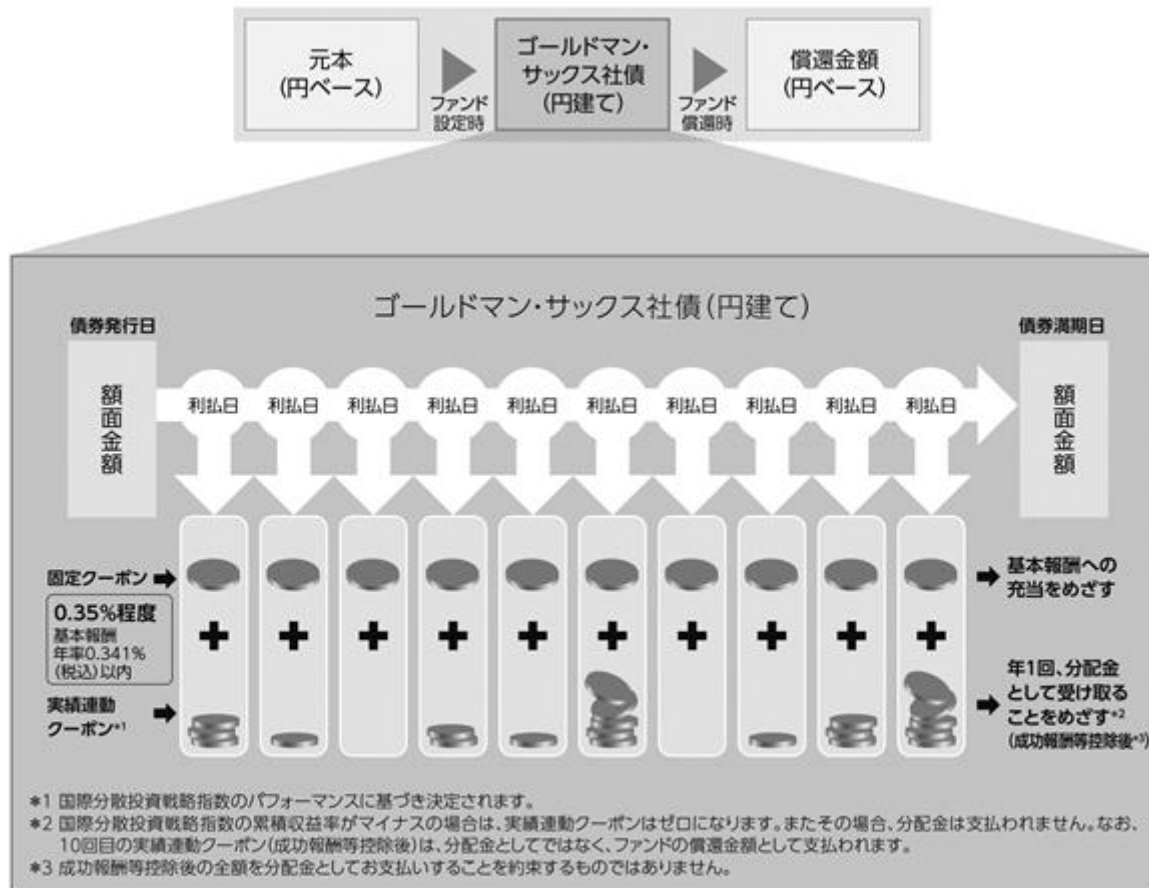 元本
(円ベース)
ファンド
設定時
ゴールドマン・
サックス社債
(円建て)
ファンド
償還時
償還金額
(円ベース)
ゴールドマン・サックス社債(円建て)
債券発行日
額面金額
利払日 利払日 利払日 利払日 利払日 利払日 利払日 利払日 利払日 利払日
債券満期日
額面金額
固定クーポン
0.35%程度
基本報酬
年率0.341%
(税込)以内
実績連動
クーポン*1
基本報酬への
充当をめざす
年1回、分配金
として受け取る
ことをめざす*2
(成功報酬等控除後*3)
*1 国際分散投資戦略指数のパフォーマンスに基づき決定されます。
*2 国際分散投資戦略指数の累積収益率がマイナスの場合は、実績連動クーポンはゼロになります。またその場合、分配金は支払われません。なお、
10回目の実績連動クーポン(成功報酬等控除後)は、分配金としてではなく、ファンドの償還金額として支払われます。
*3 成功報酬等控除後の全額を分配金としてお支払いすることを約束するものではありません。